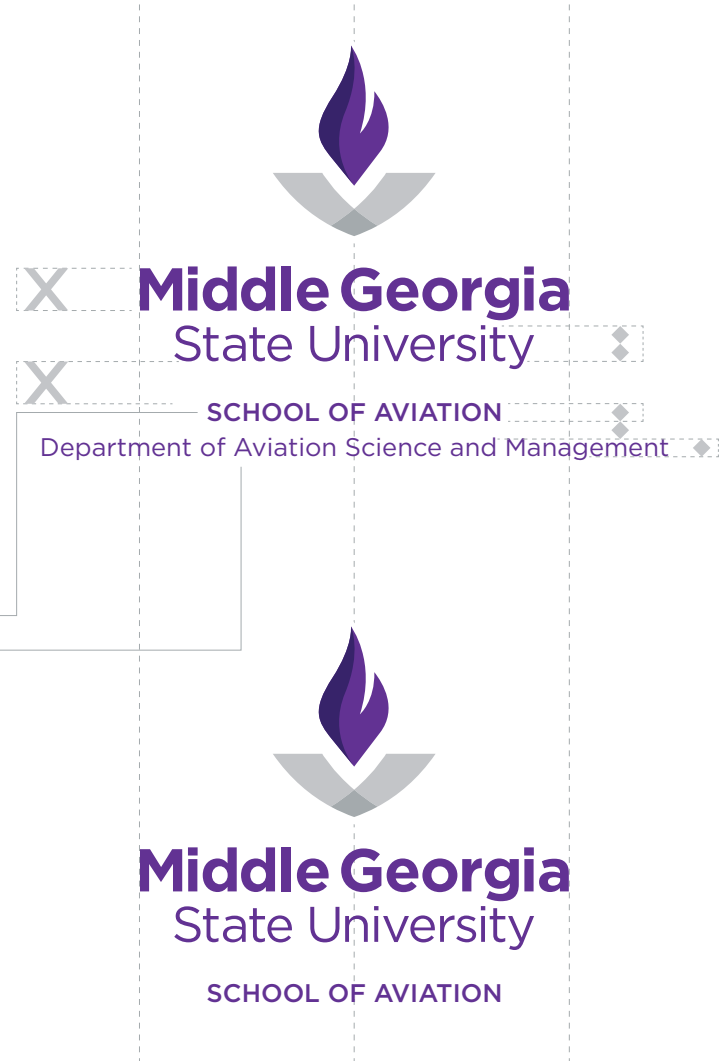 X Middle Georgia
State University
X
SCHOOL OF AVIATION
Department of Aviation Science and Management
Middle Georgia
State University
SCHOOL OF AVIATION